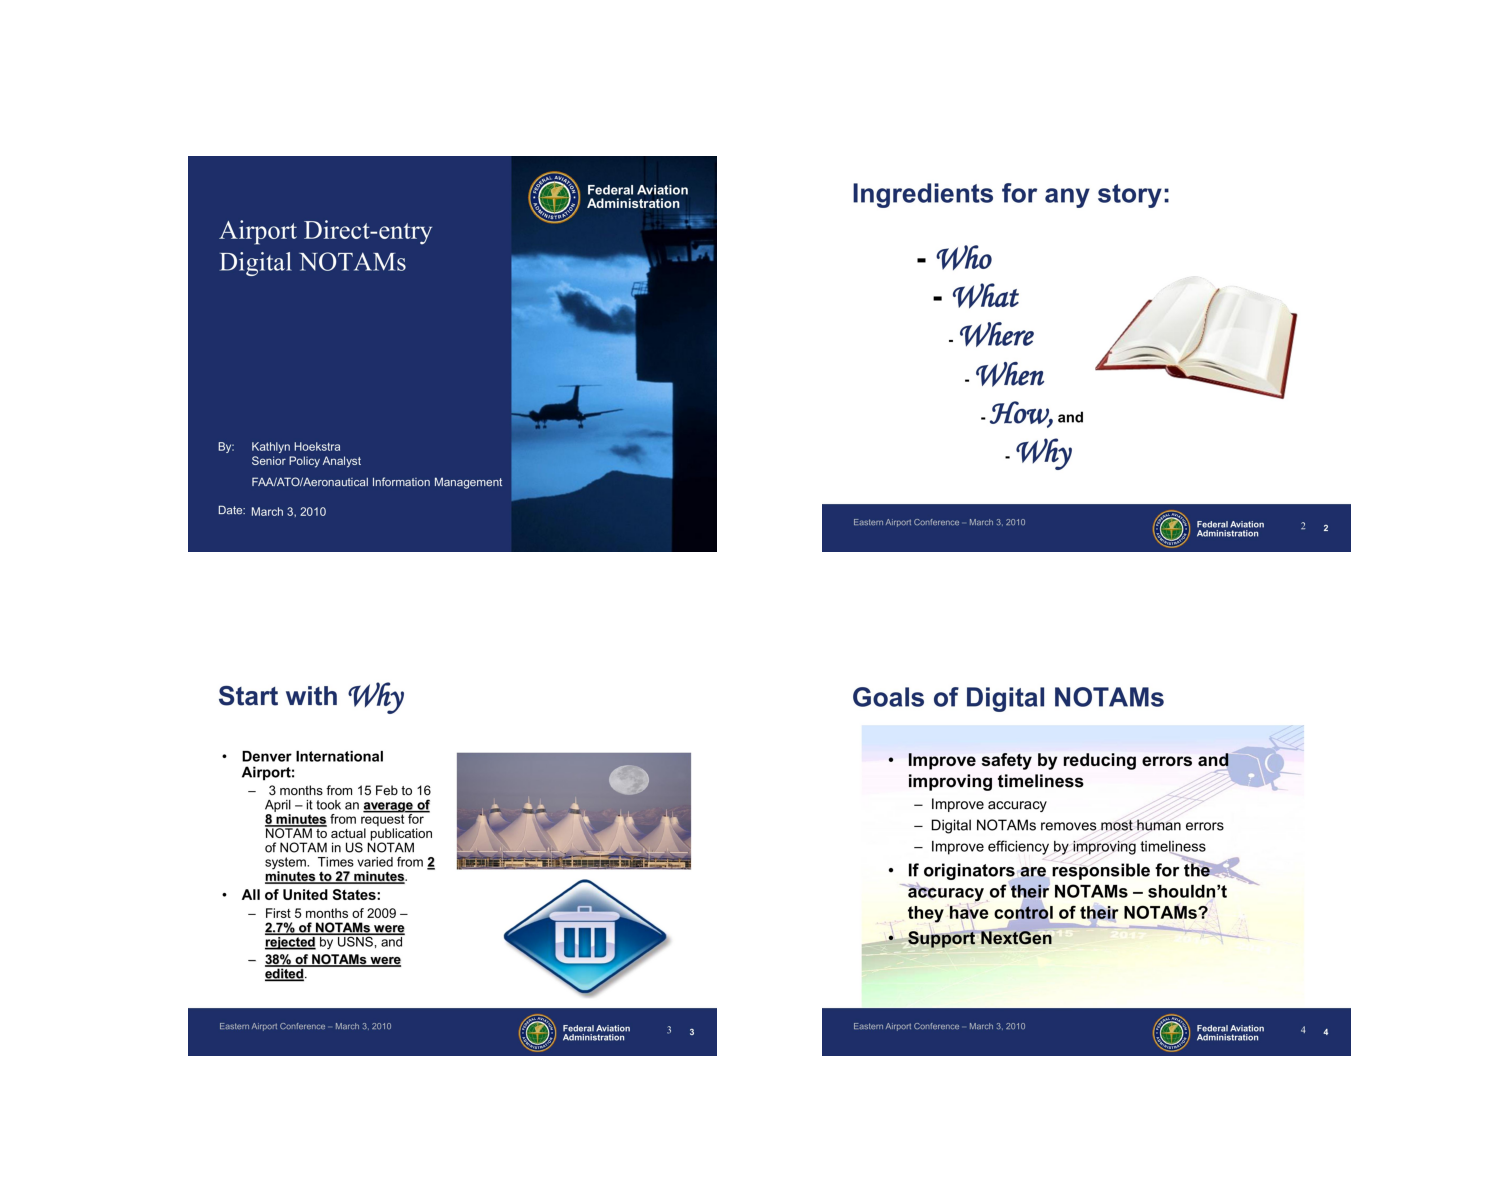 Airport Direct-entry
Digital NOTAMs
FEDERAL AVIATION
ADMINISTRATION
Federal Aviation
Administration
By: Kathlyn Hoekstra
Senior Policy Analyst
FAA/ATO/Aeronautical Information Management
Date: March 3, 2010
Ingredients for any story:
- Who
- What
- Where
- When
- How, and
- Why
Eastern Airport Conference – March 3, 2010
Federal Aviation
Administration
2 2
Start with Why
• Denver International
Airport:
– 3 months from 15 Feb to 16
April – it took an average of
8 minutes from request for
NOTAM to actual publication
of NOTAM in US NOTAM
system. Times varied from 2
minutes to 27 minutes.
• All of United States:
– First 5 months of 2009 –
2.7% of NOTAMs were
rejected by USNS, and
– 38% of NOTAMs were
edited.
Eastern Airport Conference – March 3, 2010
Federal Aviation
Administration
3 3
Goals of Digital NOTAMs
• Improve safety by reducing errors and
improving timeliness
– Improve accuracy
– Digital NOTAMs removes most human errors
– Improve efficiency by improving timeliness
• If originators are responsible for the
accuracy of their NOTAMs – shouldn't
they have control of their NOTAMs?
• Support NextGen
2017
Eastern Airport Conference – March 3, 2010
Federal Aviation
Administration
4 4